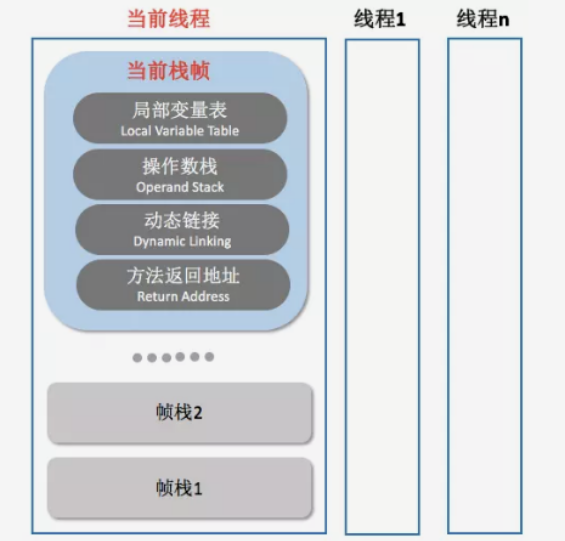 当前线程
线程1
线程n
当前栈帧
局部变量表
Local Variable Table
操作数栈
Operand Stack
动态链接
Dynamic Linking
方法返回地址
Return Address
帧栈2
帧栈1